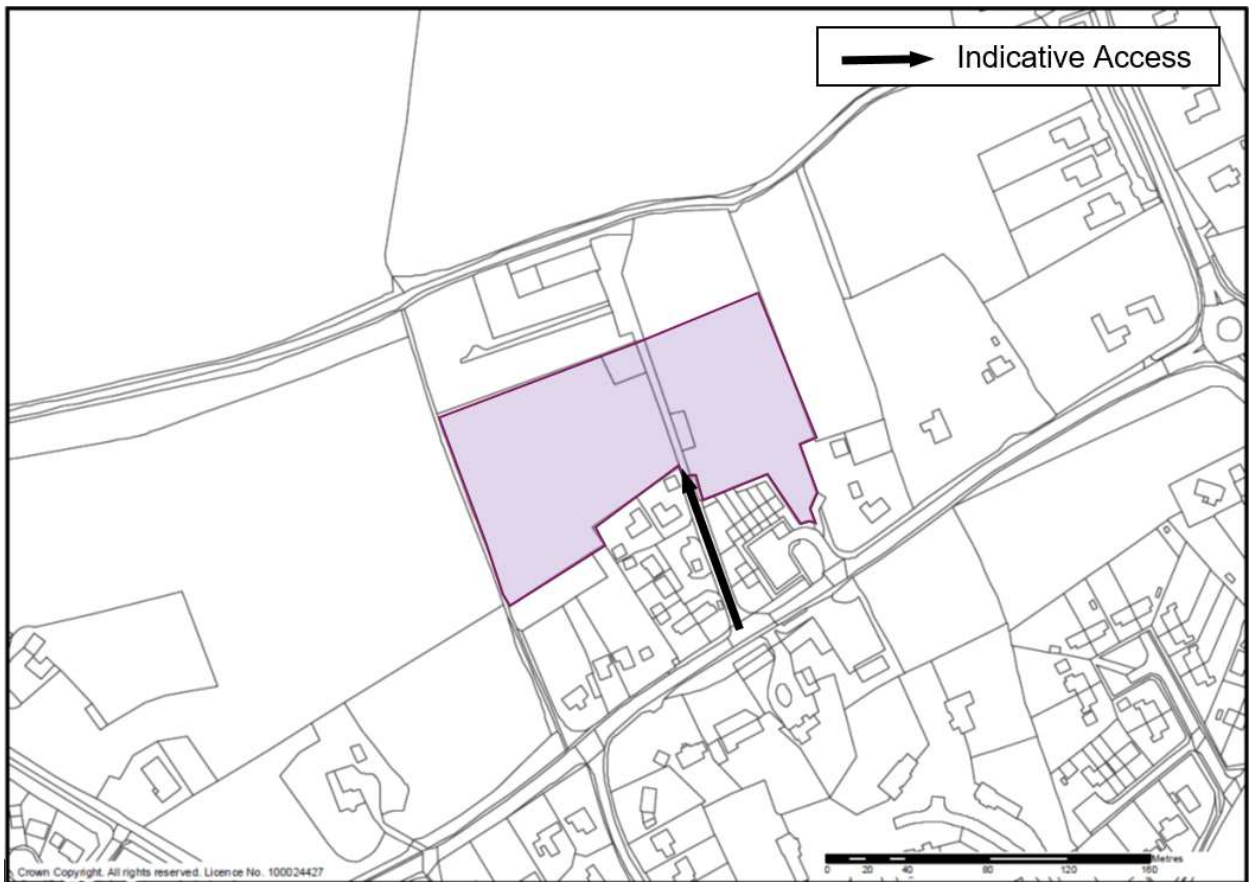 Indicative Access
Metres
0 20 40 80 120 160
Crown Copyright. All rights reserved. Licence No. 100024427